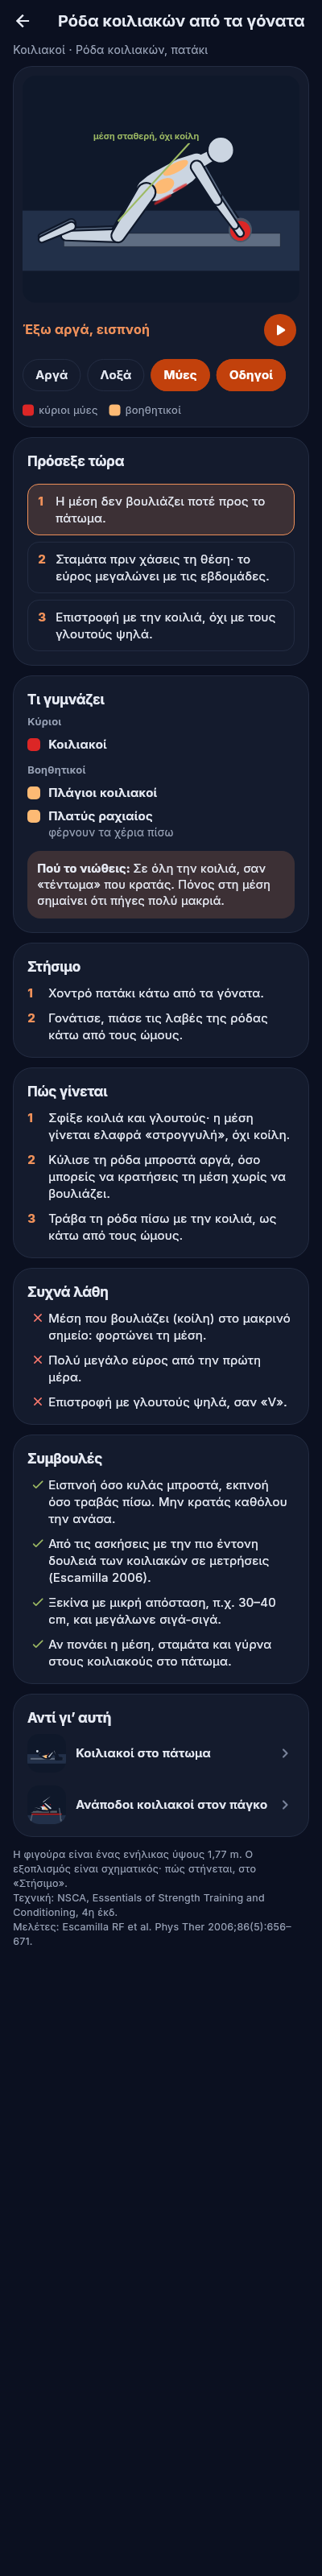 Ρόδα κοιλιακών από τα γόνατα
Κοιλιακοί · Ρόδα κοιλιακών, πατάκι
μέση σταθερή, όχι κοίλη
Έξω αργά, εισπνοή
Αργά
Λοξά
Μύες
Οδηγοί
κύριοι μύες
βοηθητικοί
Πρόσεξε τώρα
1 Η μέση δεν βουλιάζει ποτέ προς το
πάτωμα.
2 Σταμάτα πριν χάσεις τη θέση· το
εύρος μεγαλώνει με τις εβδομάδες.
3 Επιστροφή με την κοιλιά, όχι με τους
γλουτούς ψηλά.
Τι γυμνάζει
Κύριοι
Κοιλιακοί
Βοηθητικοί
Πλάγιοι κοιλιακοί
Πλατύς ραχιαίος
φέρνουν τα χέρια πίσω
Πού το νιώθεις: Σε όλη την κοιλιά, σαν
«τέντωμα» που κρατάς. Πόνος στη μέση
σημαίνει ότι πήγες πολύ μακριά.
Στήσιμο
1 Χοντρό πατάκι κάτω από τα γόνατα.
2 Γονάτισε, πιάσε τις λαβές της ρόδας
κάτω από τους ώμους.
Πώς γίνεται
1 Σφίξε κοιλιά και γλουτούς· η μέση
γίνεται ελαφρά «στρογγυλή», όχι κοίλη.
2 Κύλισε τη ρόδα μπροστά αργά, όσο
μπορείς να κρατήσεις τη μέση χωρίς να
βουλιάζει.
3 Τράβα τη ρόδα πίσω με την κοιλιά, ως
κάτω από τους ώμους.
Συχνά λάθη
Μέση που βουλιάζει (κοίλη) στο μακρινό
σημείο: φορτώνει τη μέση.
Πολύ μεγάλο εύρος από την πρώτη
μέρα.
Επιστροφή με γλουτούς ψηλά, σαν «V».
Συμβουλές
Εισπνοή όσο κυλάς μπροστά, εκπνοή
όσο τραβάς πίσω. Μην κρατάς καθόλου
την ανάσα.
Από τις ασκήσεις με την πιο έντονη
δουλειά των κοιλιακών σε μετρήσεις
(Escamilla 2006).
Ξεκίνα με μικρή απόσταση, π.χ. 30–40
cm, και μεγάλωνε σιγά-σιγά.
Αν πονάει η μέση, σταμάτα και γύρνα
στους κοιλιακούς στο πάτωμα.
Αντί γι’ αυτή
Κοιλιακοί στο πάτωμα
Ανάποδοι κοιλιακοί στον πάγκο
Η φιγούρα είναι ένας ενήλικας ύψους 1,77 m. Ο
εξοπλισμός είναι σχηματικός· πώς στήνεται, στο
«Στήσιμο».
Τεχνική: NSCA, Essentials of Strength Training and
Conditioning, 4η έκδ.
Μελέτες: Escamilla RF et al. Phys Ther 2006;86(5):656–
671.